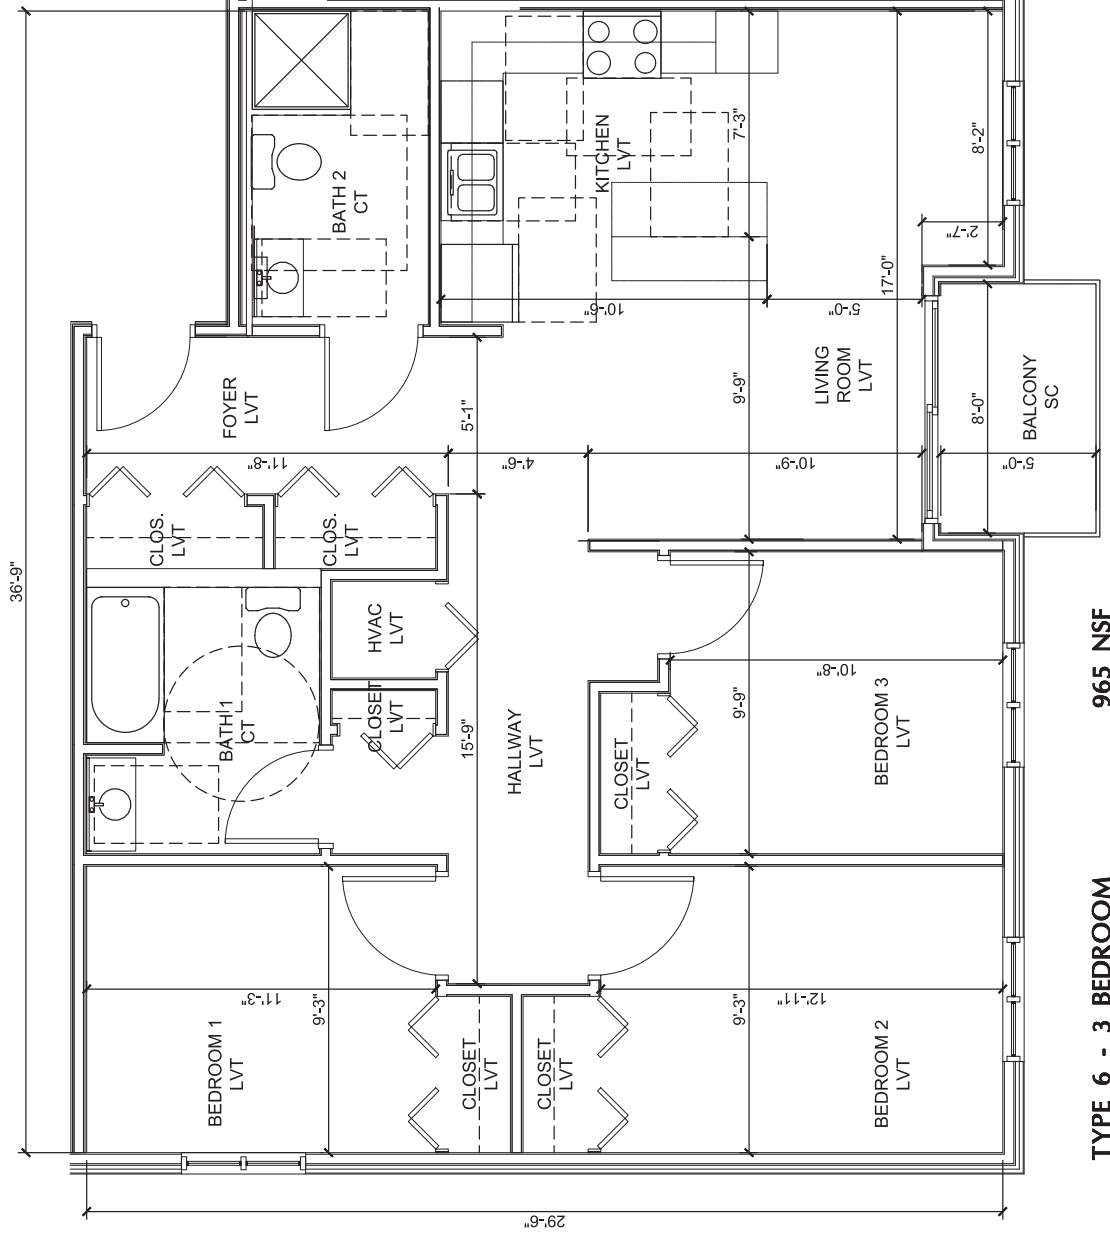 36'-9"
BATH 2
CT
KITCHEN
LVT
7'-3"
8'-2"
2'-7"
17'-0"
10'-6"
5'-0"
FOYER
LVT
5'-1"
9'-9"
LIVING
ROOM
LVT
8'-0"
BALCONY
SC
11'-8"
4'-6"
10'-9"
5'-0"
CLOS.
LVT
CLOS.
LVT
HVAC
LVT
BATH 1
CT
CLOSET
LVT
15'-9"
HALLWAY
LVT
CLOSET
LVT
9'-9"
10'-8"
BEDROOM 3
LVT
11'-3"
9'-3"
BEDROOM 1
LVT
CLOSET
LVT
CLOSET
LVT
9'-3"
12'-11"
BEDROOM 2
LVT
29'-6"
TYPE 6 - 3 BEDROOM 965 NSF